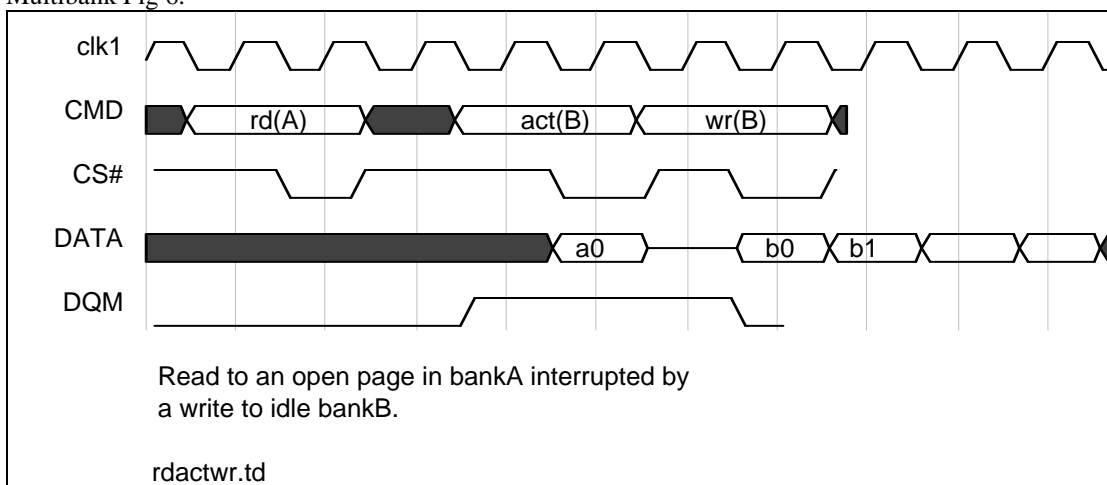 Multibank Fig 6.
clk1
CMD rd(A) act(B) wr(B)
CS#
DATA a0 b0 b1
DQM
Read to an open page in bankA interrupted by
a write to idle bankB.
rdactwr.td